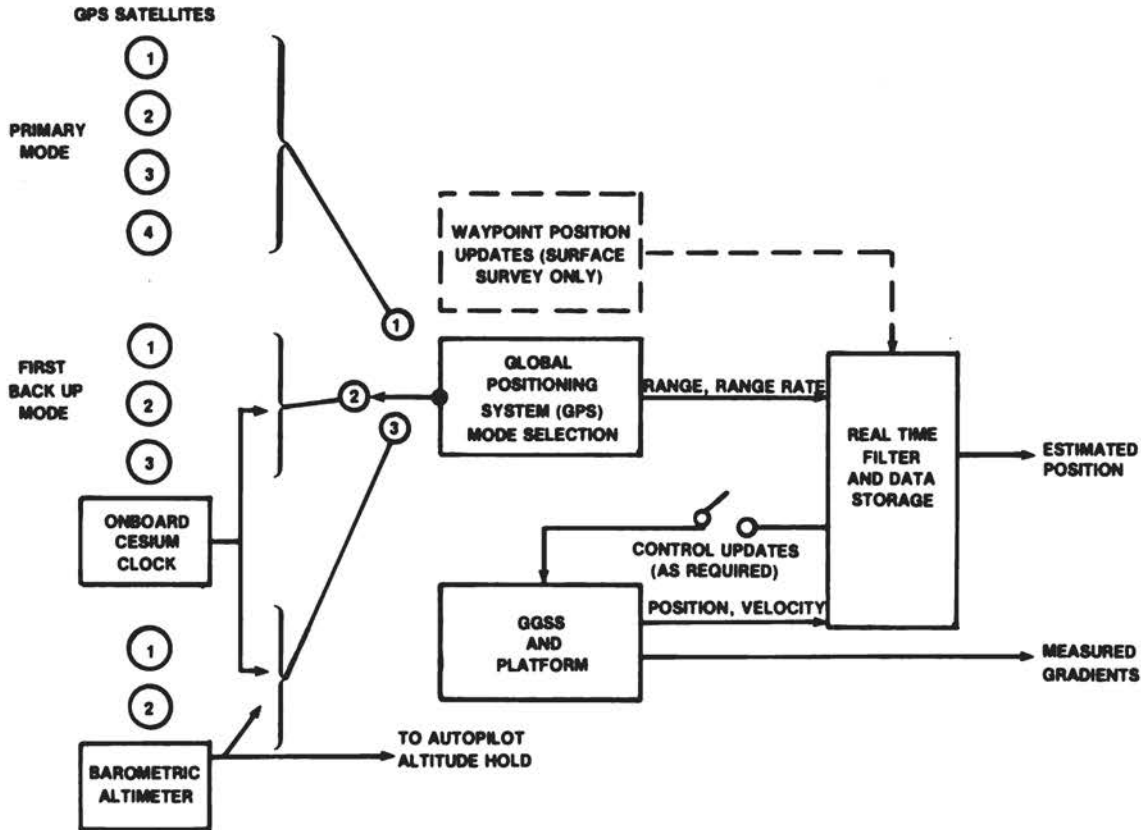 GPS SATELLITES
PRIMARY
MODE
1
2
3
4
FIRST
BACK UP
MODE
1
2
3
ONBOARD
CESIUM
CLOCK
1
2
BAROMETRIC
ALTIMETER
1
2
3
WAYPOINT POSITION
UPDATES (SURFACE
SURVEY ONLY)
GLOBAL
POSITIONING
SYSTEM (GPS)
MODE SELECTION
RANGE, RANGE RATE
REAL TIME
FILTER
AND DATA
STORAGE
ESTIMATED
POSITION
CONTROL UPDATES
(AS REQUIRED)
GGSS
AND
PLATFORM
POSITION, VELOCITY
MEASURED
GRADIENTS
TO AUTOPILOT
ALTITUDE HOLD